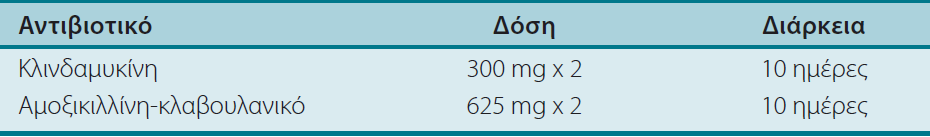 Αντιβιοτικό Δόση Διάρκεια
Κλινδαμυκίνη 300 mg x 2 10 ημέρες
Αμοξικιλλίνη-κλαβουλανικό 625 mg x 2 10 ημέρες